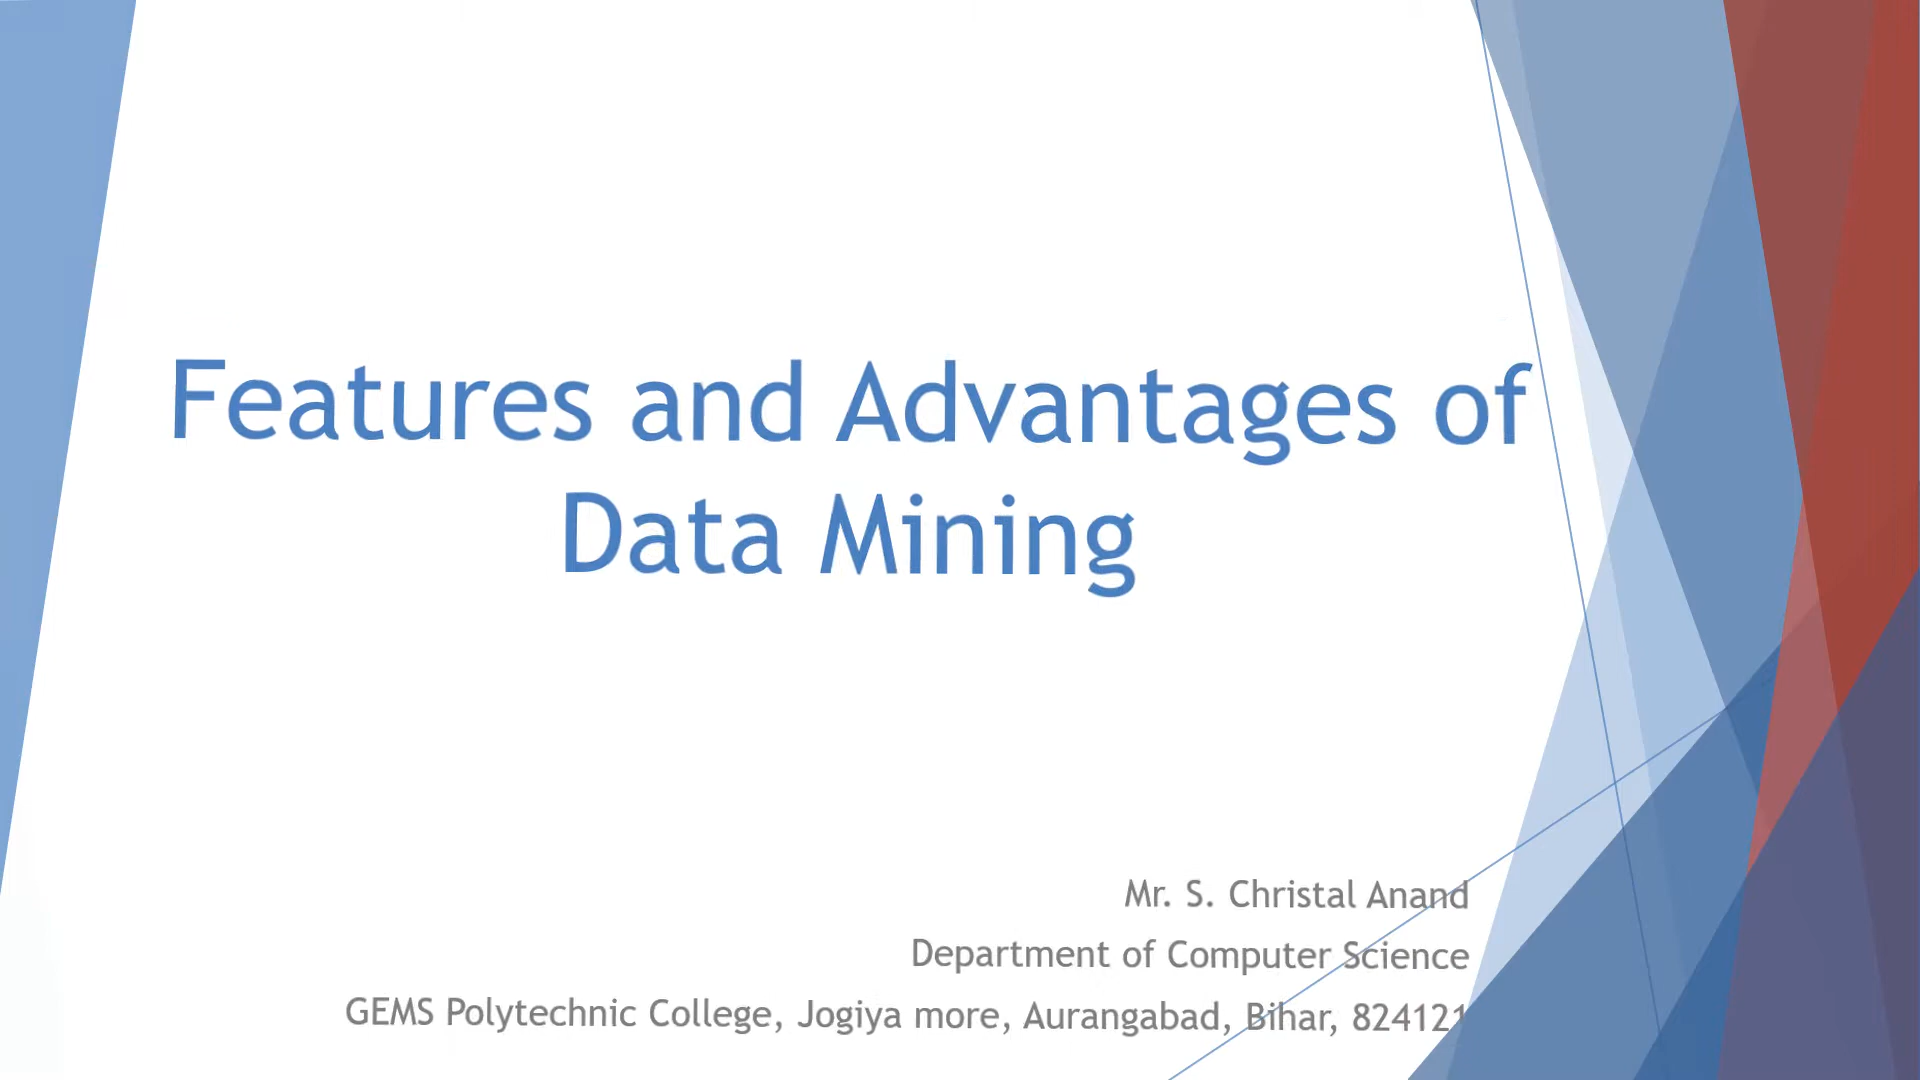 Features and Advantages of
Data Mining
Mr. S. Christal Anand
Department of Computer Science
GEMS Polytechnic College, Jogiya more, Aurangabad, Bihar, 824121